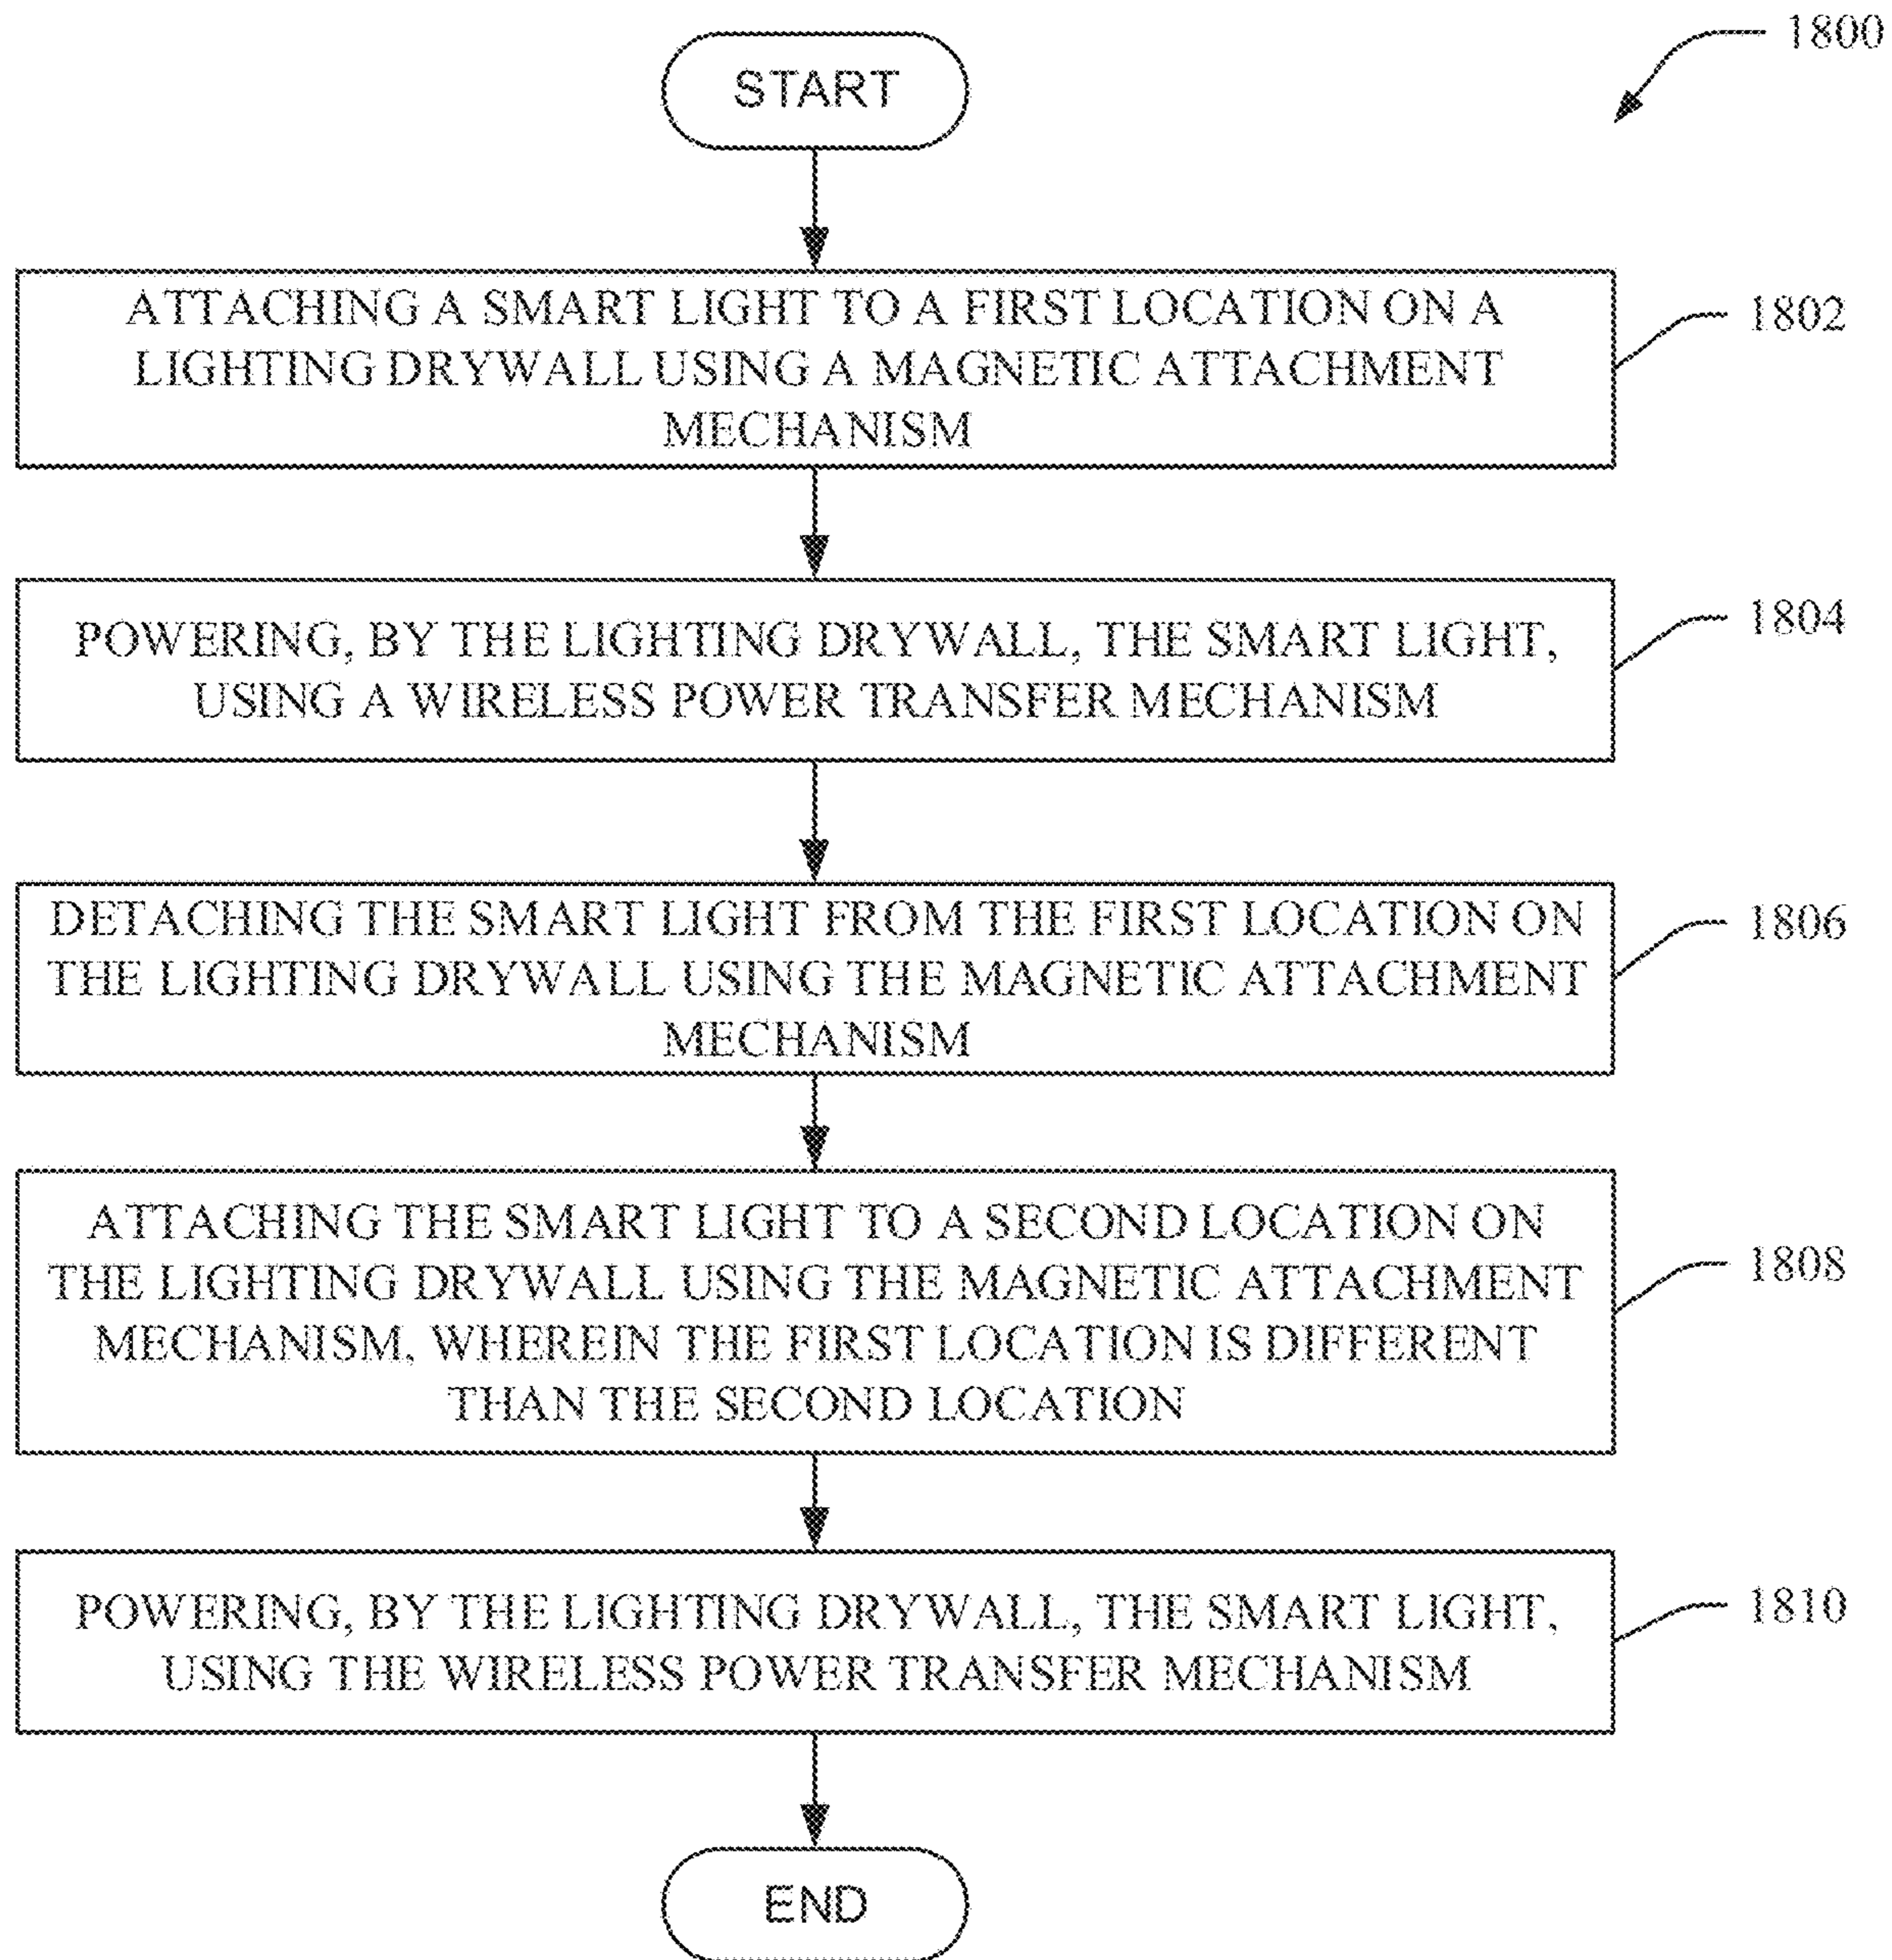 1800
START
ATTACHING A SMART LIGHT TO A FIRST LOCATION ON A
LIGHTING DRYWALL USING A MAGNETIC ATTACHMENT
MECHANISM
1802
POWERING, BY THE LIGHTING DRYWALL, THE SMART LIGHT,
USING A WIRELESS POWER TRANSFER MECHANISM
1804
DETACHING THE SMART LIGHT FROM THE FIRST LOCATION ON
THE LIGHTING DRYWALL USING THE MAGNETIC ATTACHMENT
MECHANISM
1806
ATTACHING THE SMART LIGHT TO A SECOND LOCATION ON
THE LIGHTING DRYWALL USING THE MAGNETIC ATTACHMENT
MECHANISM, WHEREIN THE FIRST LOCATION IS DIFFERENT
THAN THE SECOND LOCATION
1808
POWERING, BY THE LIGHTING DRYWALL, THE SMART LIGHT,
USING THE WIRELESS POWER TRANSFER MECHANISM
1810
END